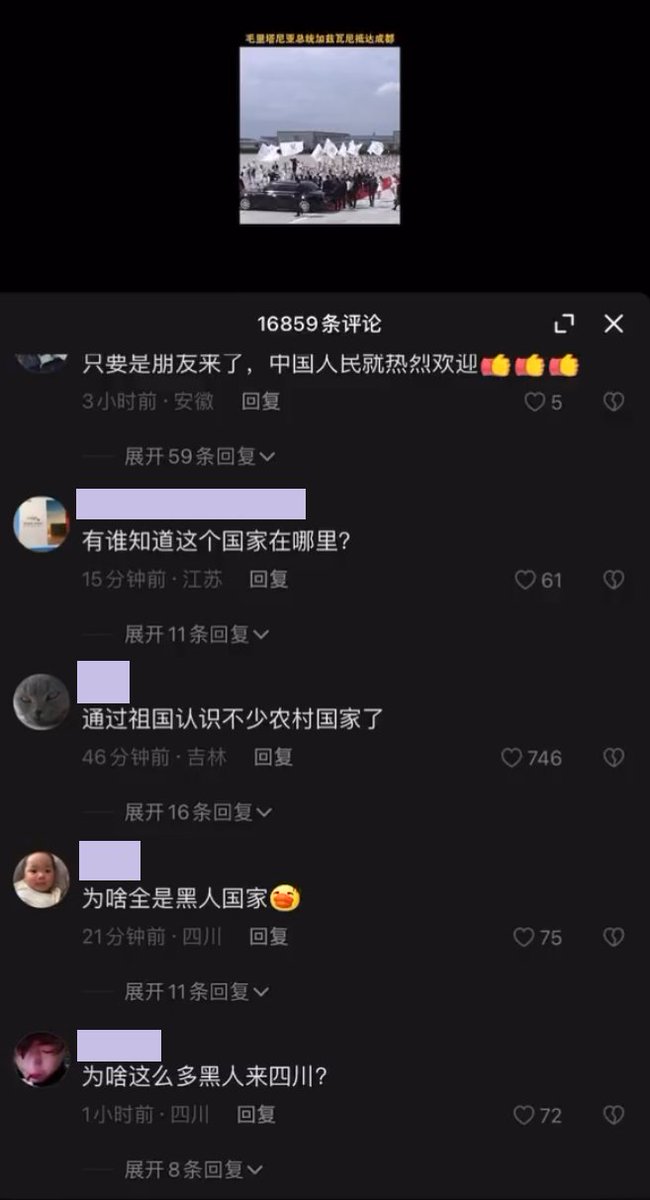 毛里塔尼亚总统加兹瓦尼抵达成都
16859条评论
只要是朋友来了，中国人民就热烈欢迎
3小时前·安徽 回复 5
展开59条回复
有谁知道这个国家在哪里?
15分钟前·江苏 回复 61
展开11条回复
通过祖国认识不少农村国家了
46分钟前·吉林 回复 746
展开16条回复
为啥全是黑人国家
21分钟前·四川 回复 75
展开11条回复
为啥这么多黑人来四川?
1小时前·四川 回复 72
展开8条回复